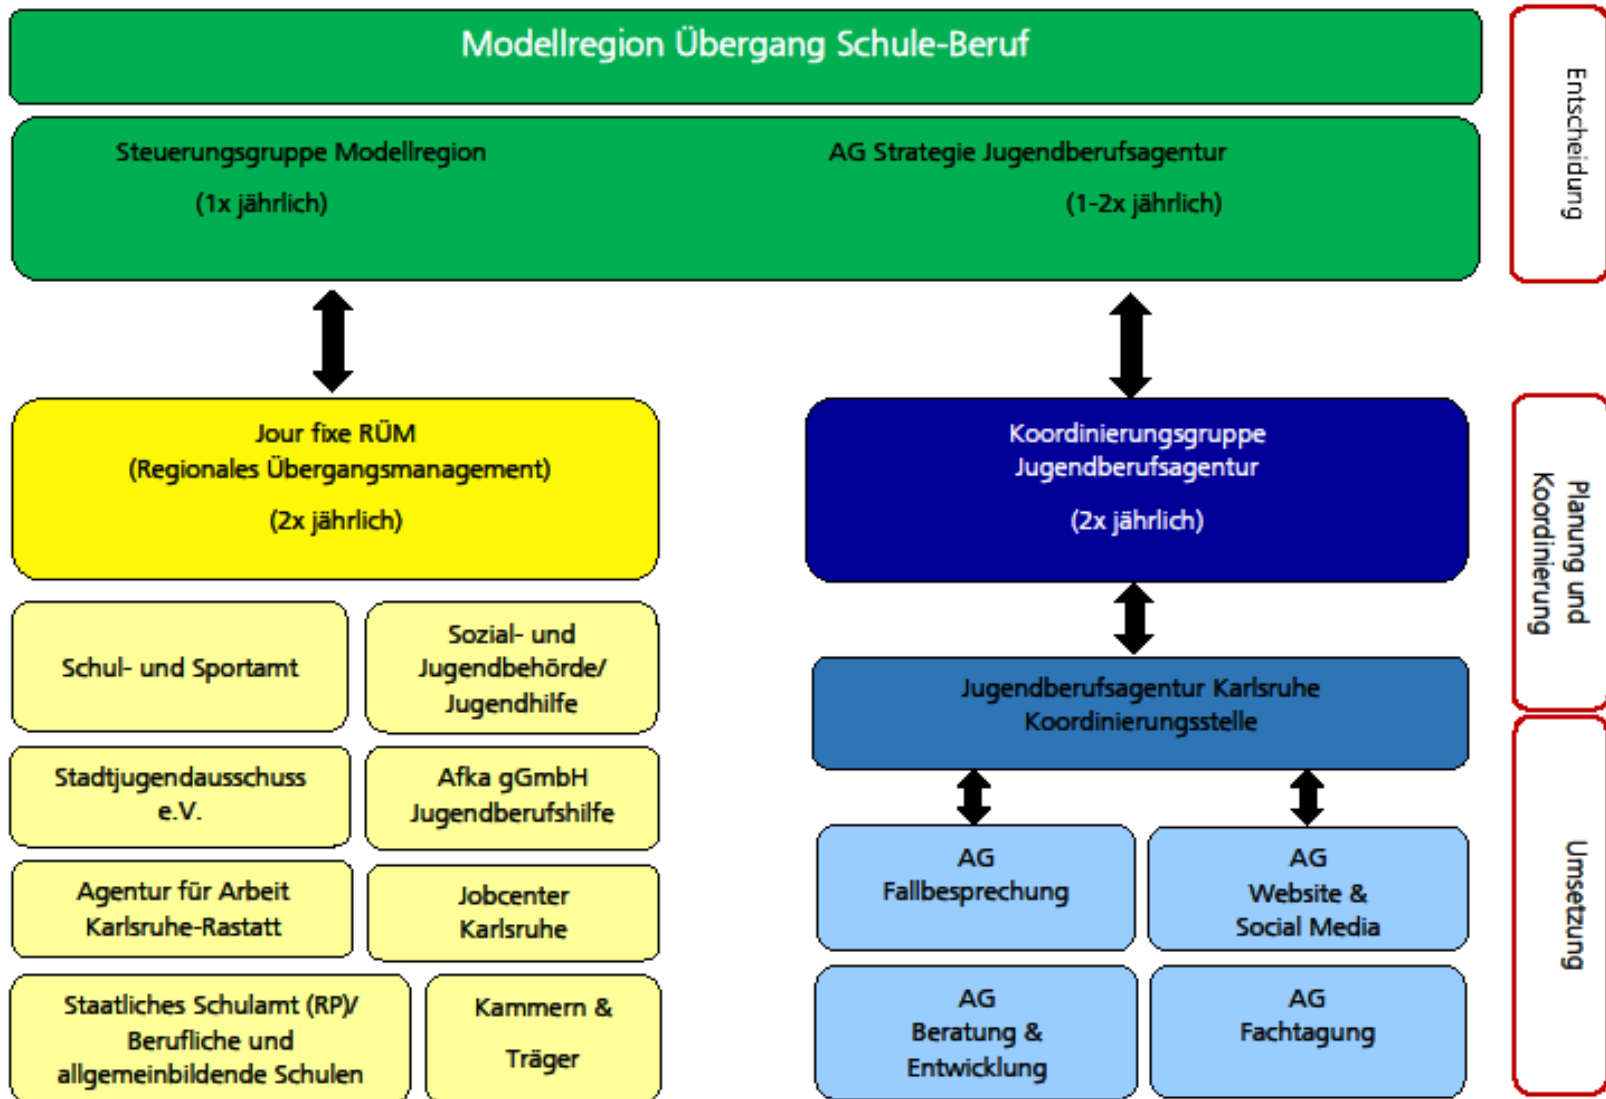 Modellregion Übergang Schule-Beruf
Entscheidung
Steuerungsgruppe Modellregion
(1x jährlich)
AG Strategie Jugendberufsagentur
(1-2x jährlich)
Jour fixe RÜM
(Regionales Übergangsmanagement)
(2x jährlich)
Koordinierungsgruppe
Jugendberufsagentur
(2x jährlich)
Planung und
Koordinierung
Schul- und Sportamt
Sozial- und
Jugendbehörde/
Jugendhilfe
Jugendberufsagentur Karlsruhe
Koordinierungsstelle
Stadtjugendausschuss
e.V.
Afka gGmbH
Jugendberufshilfe
Agentur für Arbeit
Karlsruhe-Rastatt
Jobcenter
Karlsruhe
Staatliches Schulamt (RP)/
Berufliche und
allgemeinbildende Schulen
Kammern &
Träger
AG
Fallbesprechung
AG
Website &
Social Media
AG
Beratung &
Entwicklung
AG
Fachtagung
Umsetzung